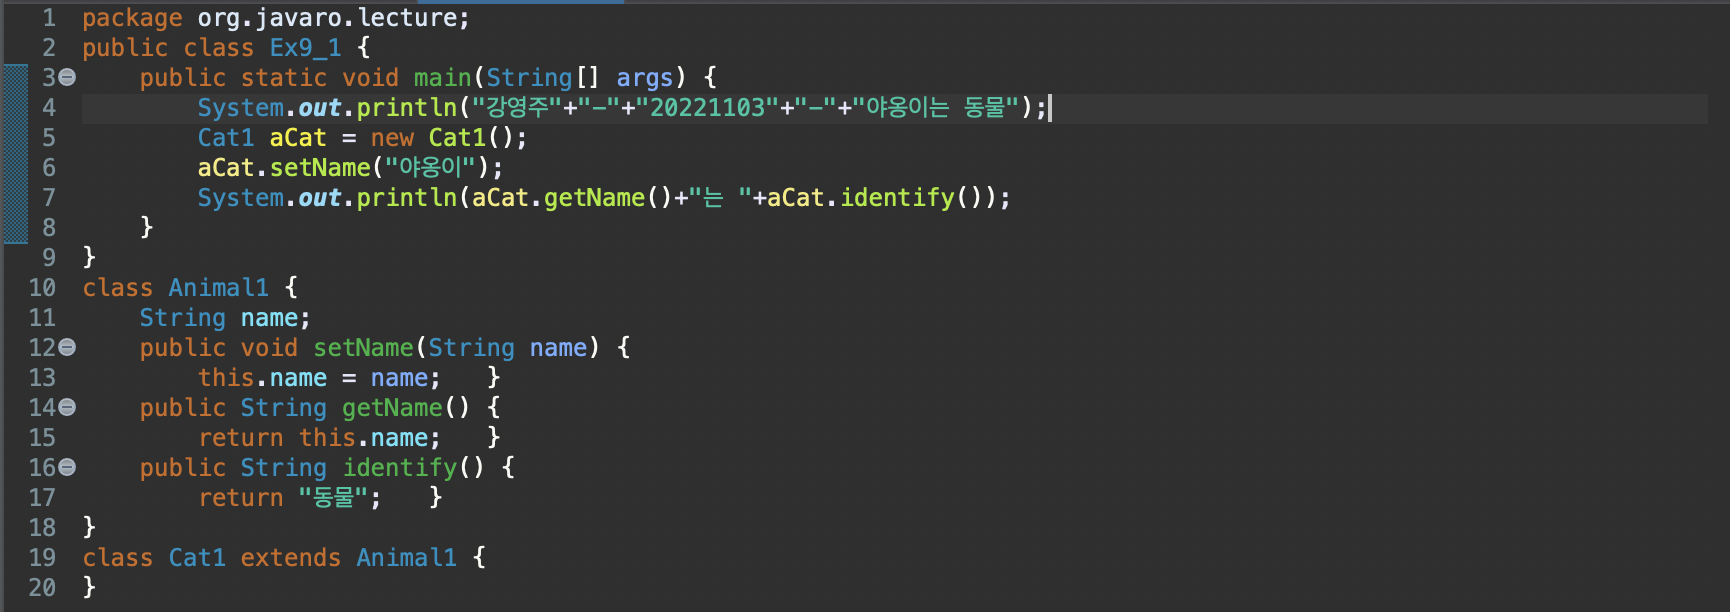 1 package org.javaro.lecture;
2 public class Ex9_1 {
3 public static void main(String[] args) {
4 System.out.println("강영주"+"-"+"20221103"+"-"+"야옹이는 동물");
5 Cat1 aCat = new Cat1();
6 aCat.setName("야옹이");
7 System.out.println(aCat.getName()+"는 "+aCat.identify());
8 }
9 }
10 class Animal1 {
11 String name;
12 public void setName(String name) {
13 this.name = name; }
14 public String getName() {
15 return this.name; }
16 public String identify() {
17 return "동물"; }
18 }
19 class Cat1 extends Animal1 {
20 }